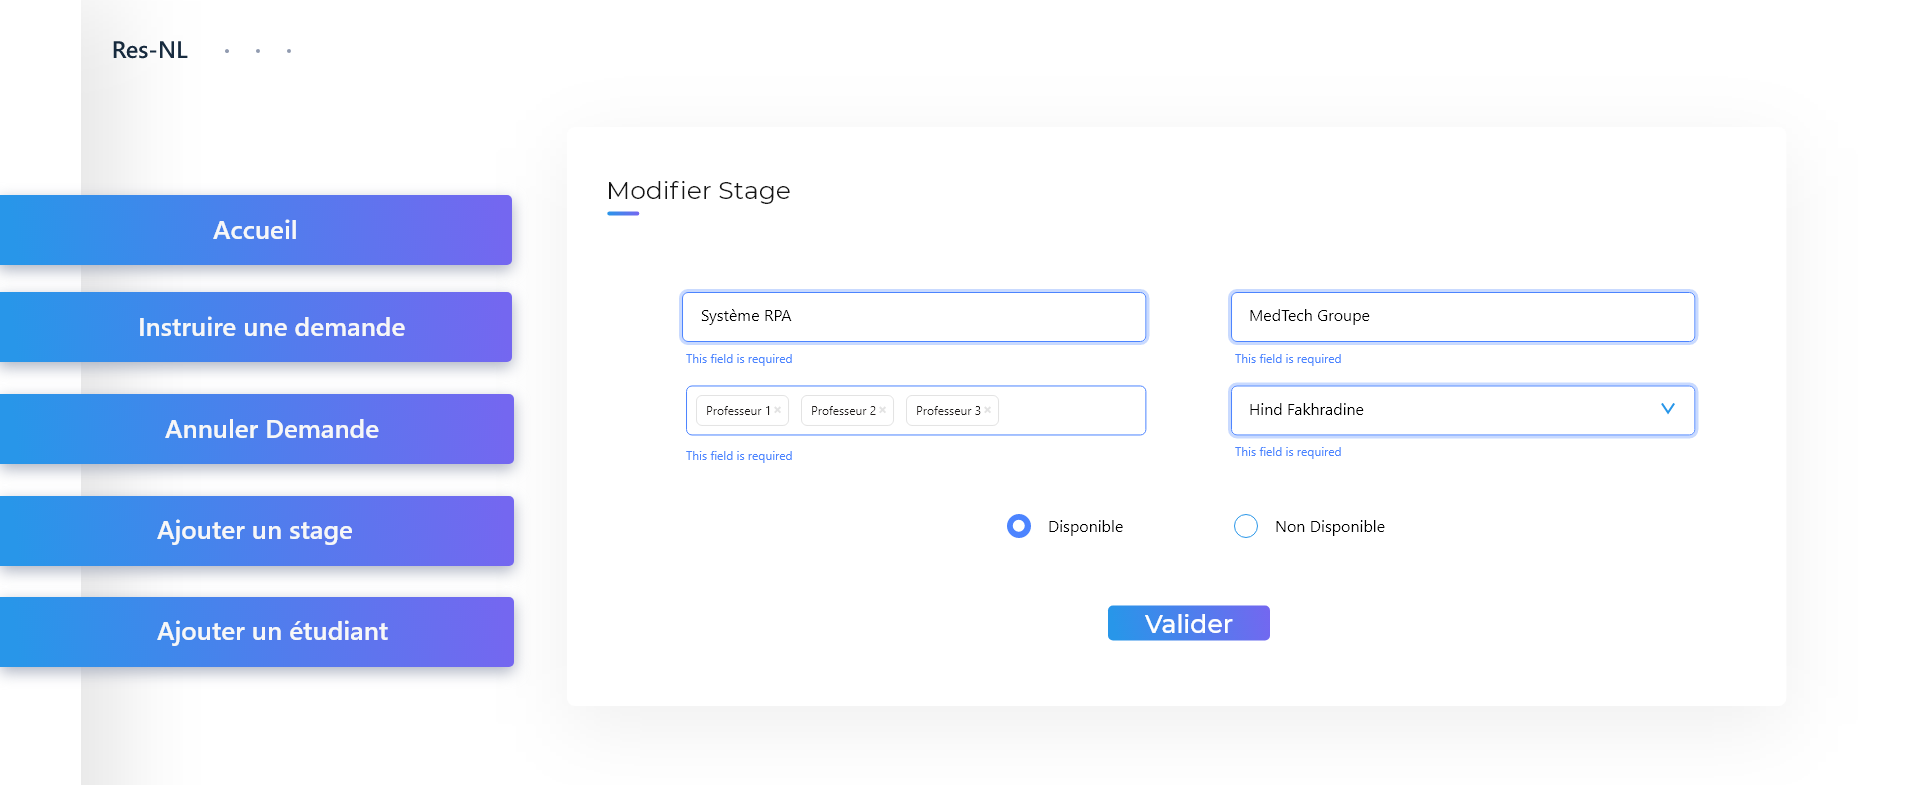 Res-NL
Accueil
Instruire une demande
Annuler Demande
Ajouter un stage
Ajouter un étudiant
Modifier Stage
Système RPA
MedTech Groupe
This field is required
This field is required
Professeur 1 × Professeur 2 × Professeur 3 ×
Hind Fakhradine
This field is required
This field is required
Disponible
Non Disponible
Valider